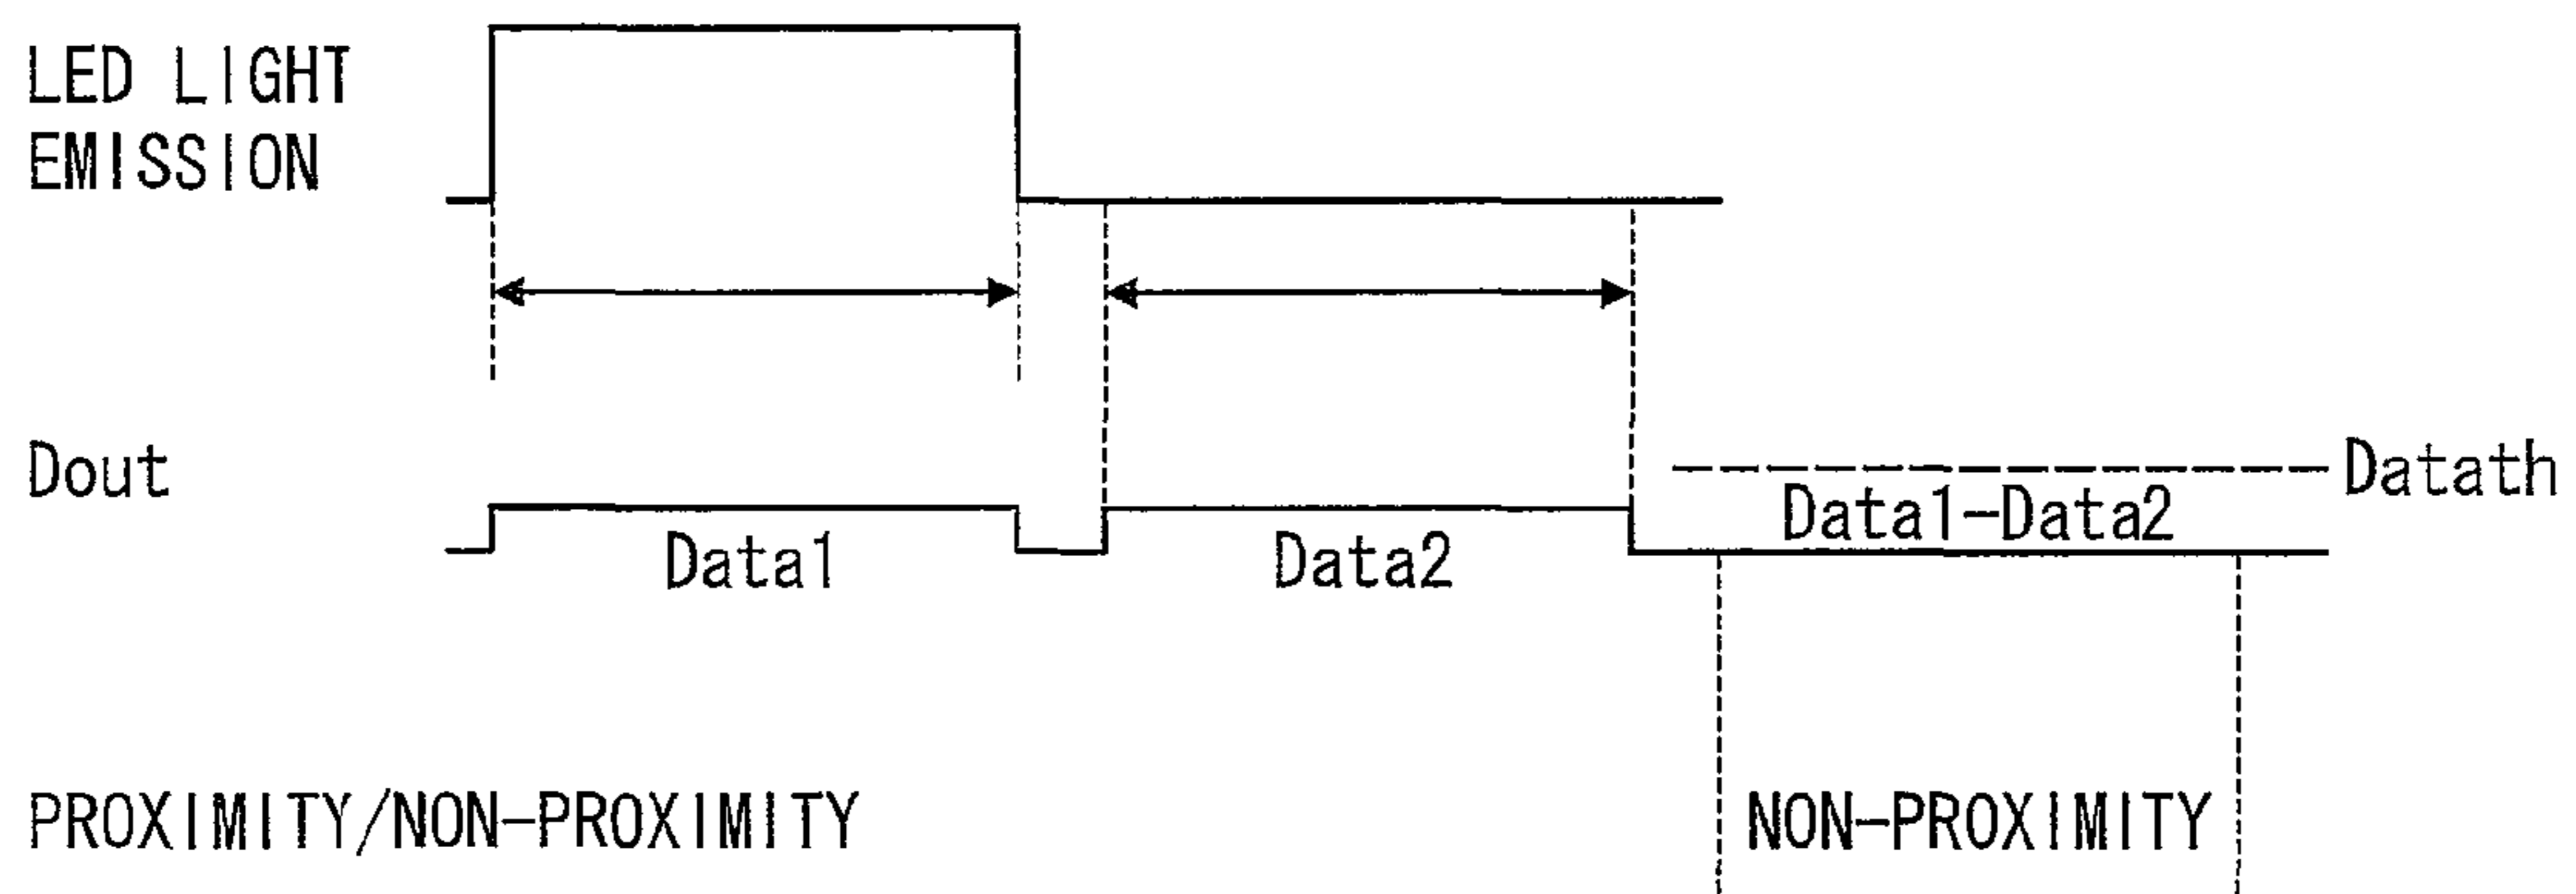 LED LIGHT
EMISSION
Dout
Datath
Data1-Data2
Data1
Data2
PROXIMITY/NON-PROXIMITY
NON-PROXIMITY